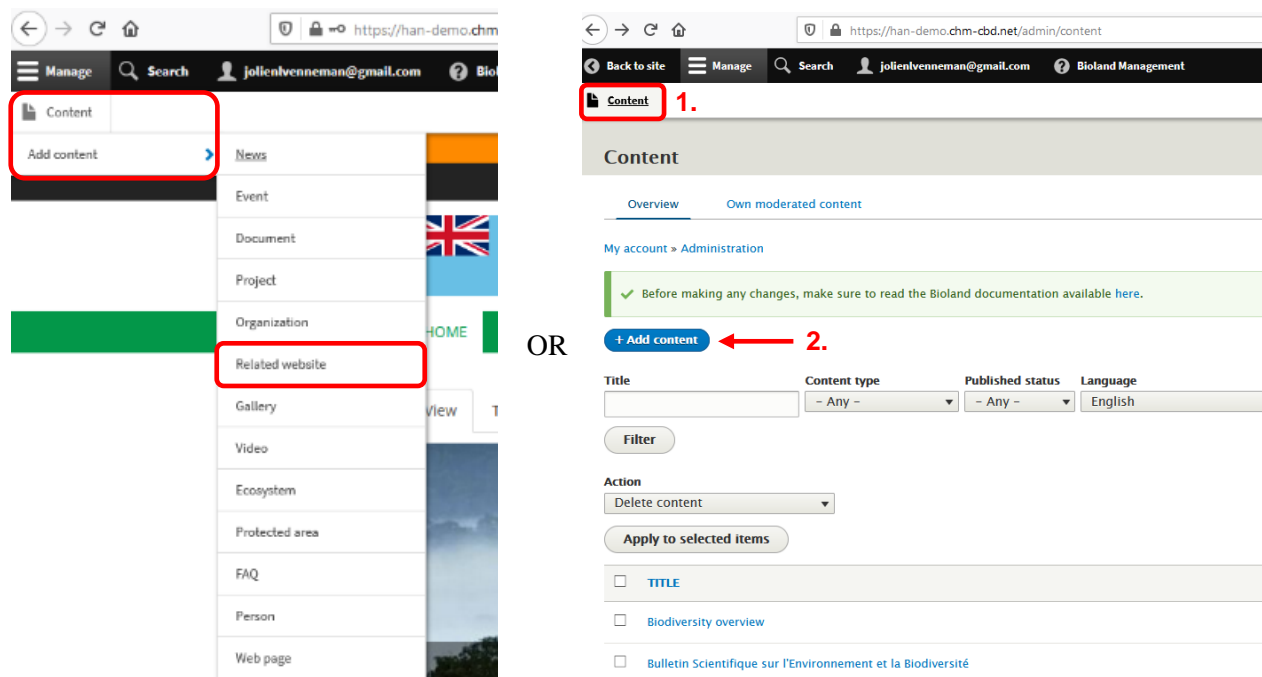 https://han-demo.chm
Manage Search jolienlvenneman@gmail.com Biol
Content
Add content
News
Event
Document
Project
Organization
HOME
Related website
Gallery
View T
Video
Ecosystem
Protected area
FAQ
Person
Web page
OR
https://han-demo.chm-cbd.net/admin/content
Back to site Manage Search jolienlvenneman@gmail.com Bioland Management
Content 1.
Content
Overview Own moderated content
My account » Administration
Before making any changes, make sure to read the Bioland documentation available here.
+ Add content 2.
Title Content type Published status Language
- Any - - Any - English
Filter
Action
Delete content
Apply to selected items
TITLE
Biodiversity overview
Bulletin Scientifique sur l'Environnement et la Biodiversité